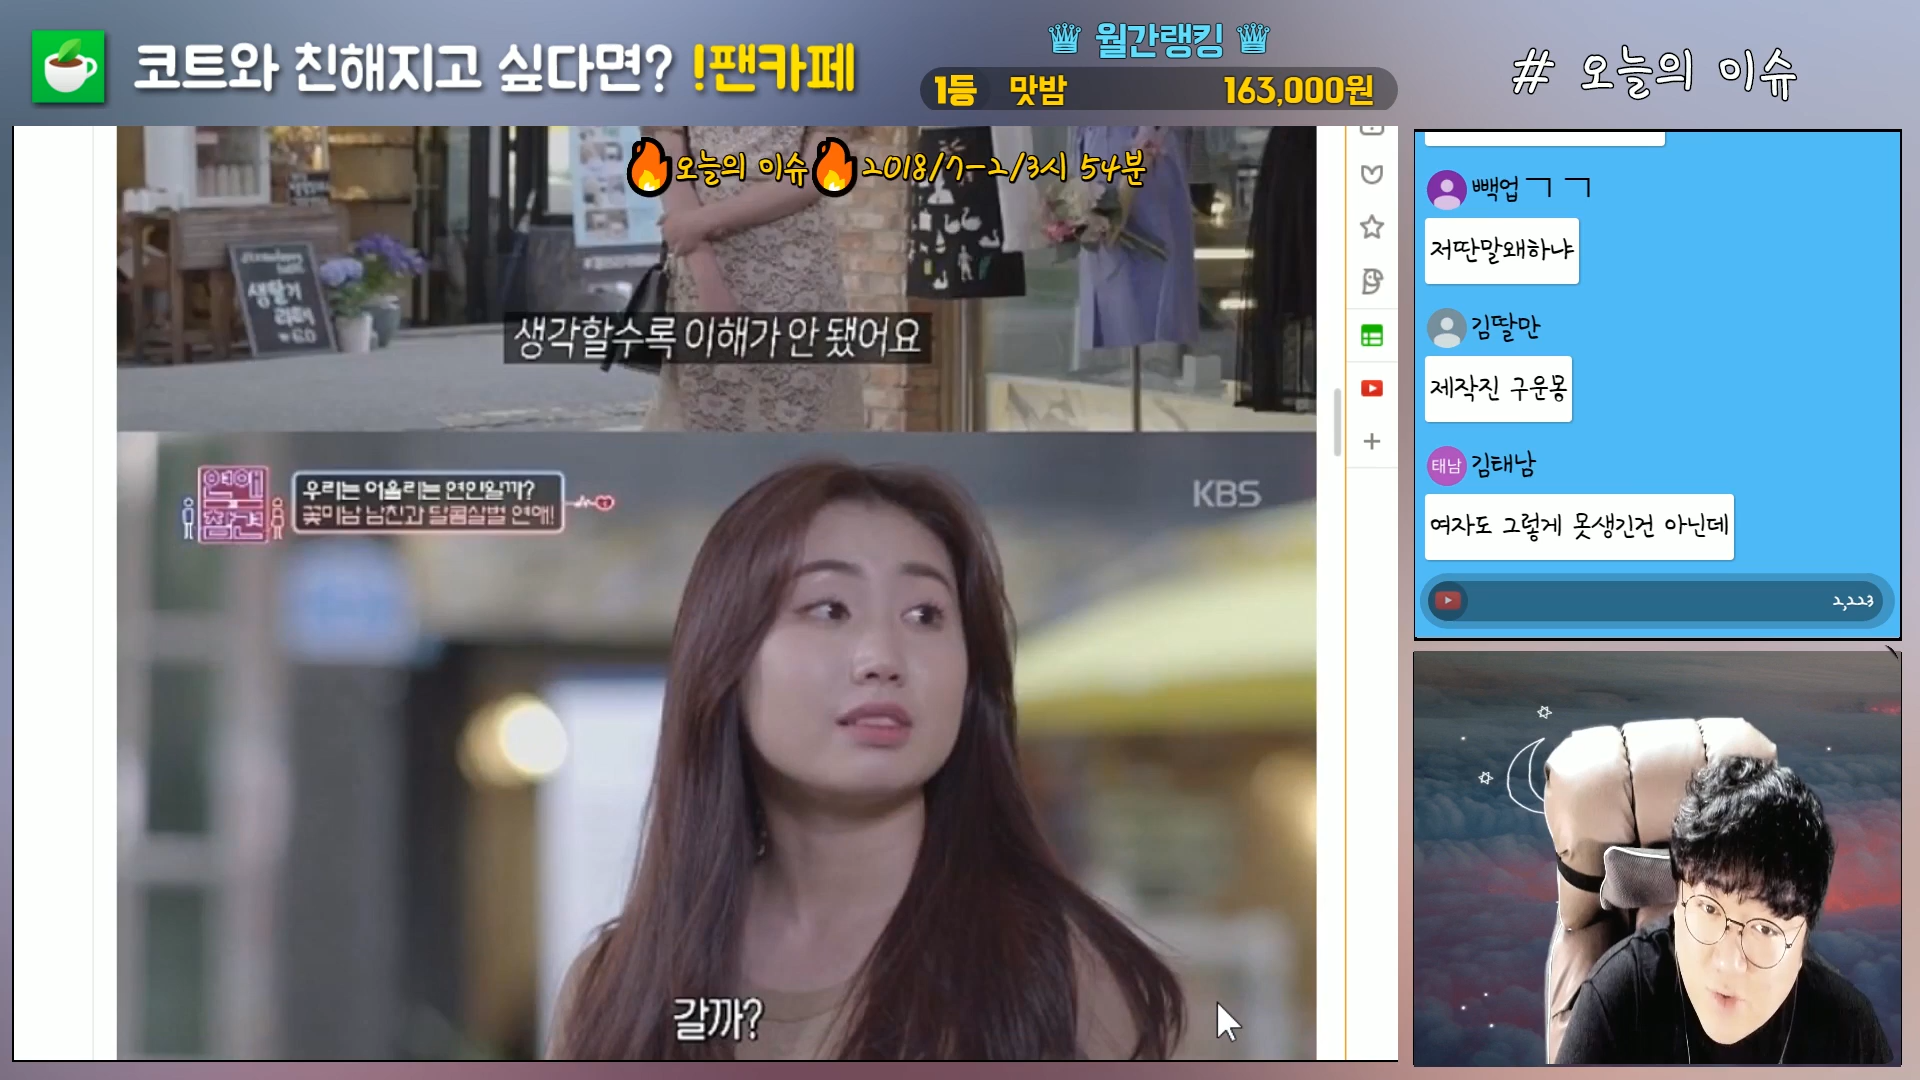 코트와 친해지고 싶다면? !팬카페
월간랭킹
1등 맛밤 163,000원
# 오늘의 이슈
오늘의 이슈 2018/7-2/3시 54분
생딸기
생각할수록 이해가 안 됐어요
연애의 참견
우리는 어울리는 연인일까?
꽃미남 남친과 달콤살벌 연애!
KBS
갈까?
빽업ㄱ ㄱ
저딴말왜하냐
김딸만
제작진 구운몽
태남 김태남
여자도 그렇게 못생긴건 아닌데
2,223